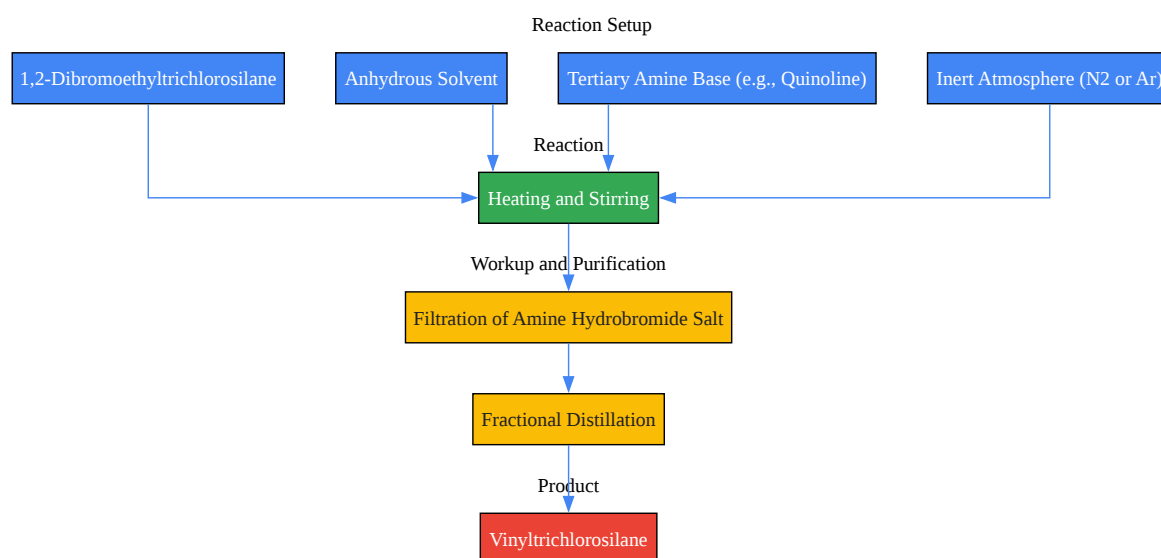 Reaction Setup
1,2-Dibromoethyltrichlorosilane
Anhydrous Solvent
Tertiary Amine Base (e.g., Quinoline)
Inert Atmosphere (N2 or Ar)
Reaction
Heating and Stirring
Workup and Purification
Filtration of Amine Hydrobromide Salt
Fractional Distillation
Product
Vinyltrichlorosilane